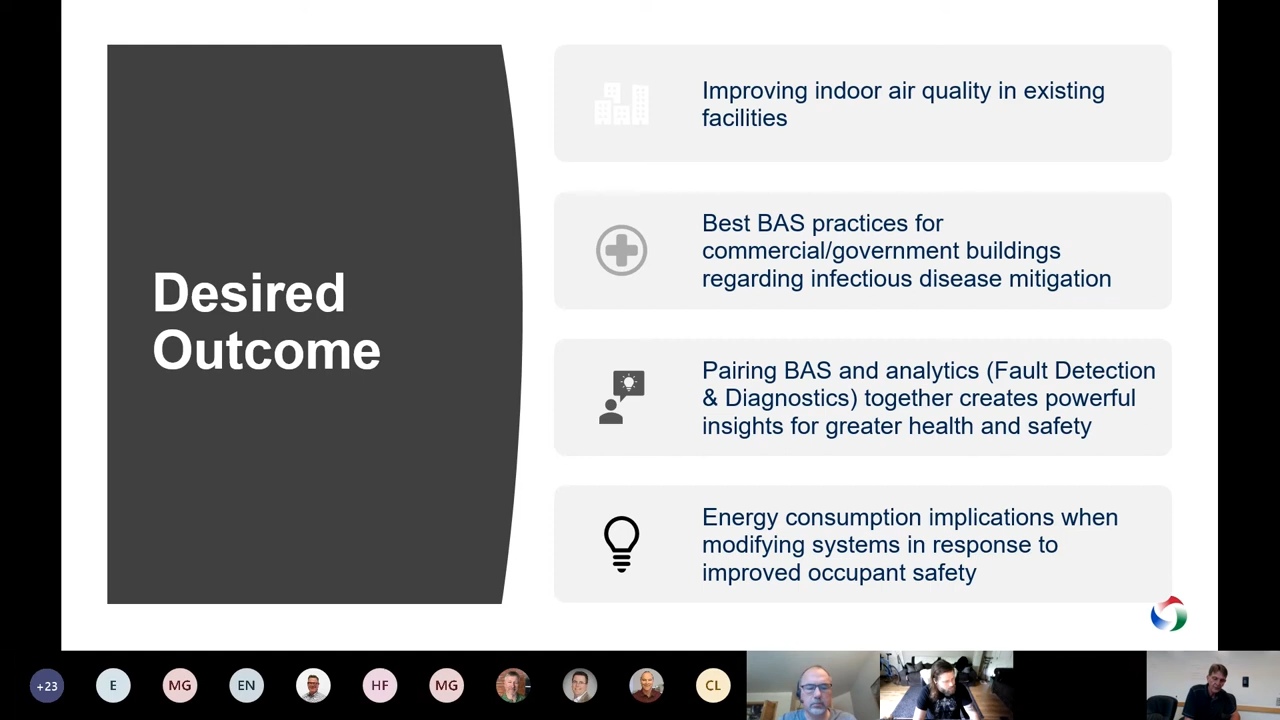 Desired
Outcome
Improving indoor air quality in existing
facilities
Best BAS practices for
commercial/government buildings
regarding infectious disease mitigation
Pairing BAS and analytics (Fault Detection
& Diagnostics) together creates powerful
insights for greater health and safety
Energy consumption implications when
modifying systems in response to
improved occupant safety
+23
E
MG
EN
HF
MG
CL